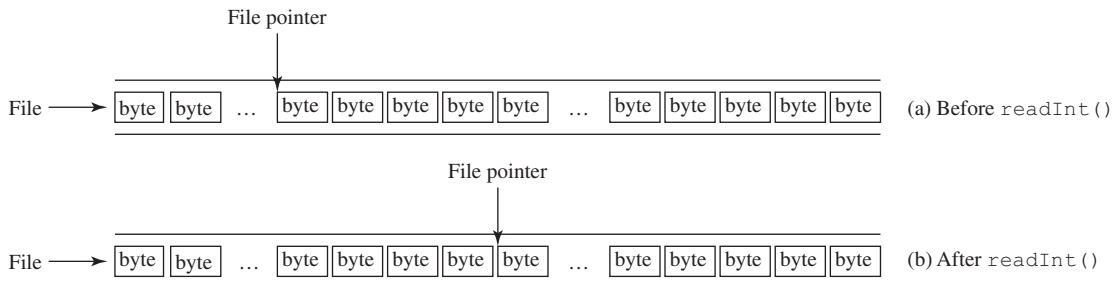 File pointer
File byte byte … byte byte byte byte byte … byte byte byte byte byte (a) Before readInt()
File pointer
File byte byte … byte byte byte byte byte … byte byte byte byte byte (b) After readInt()